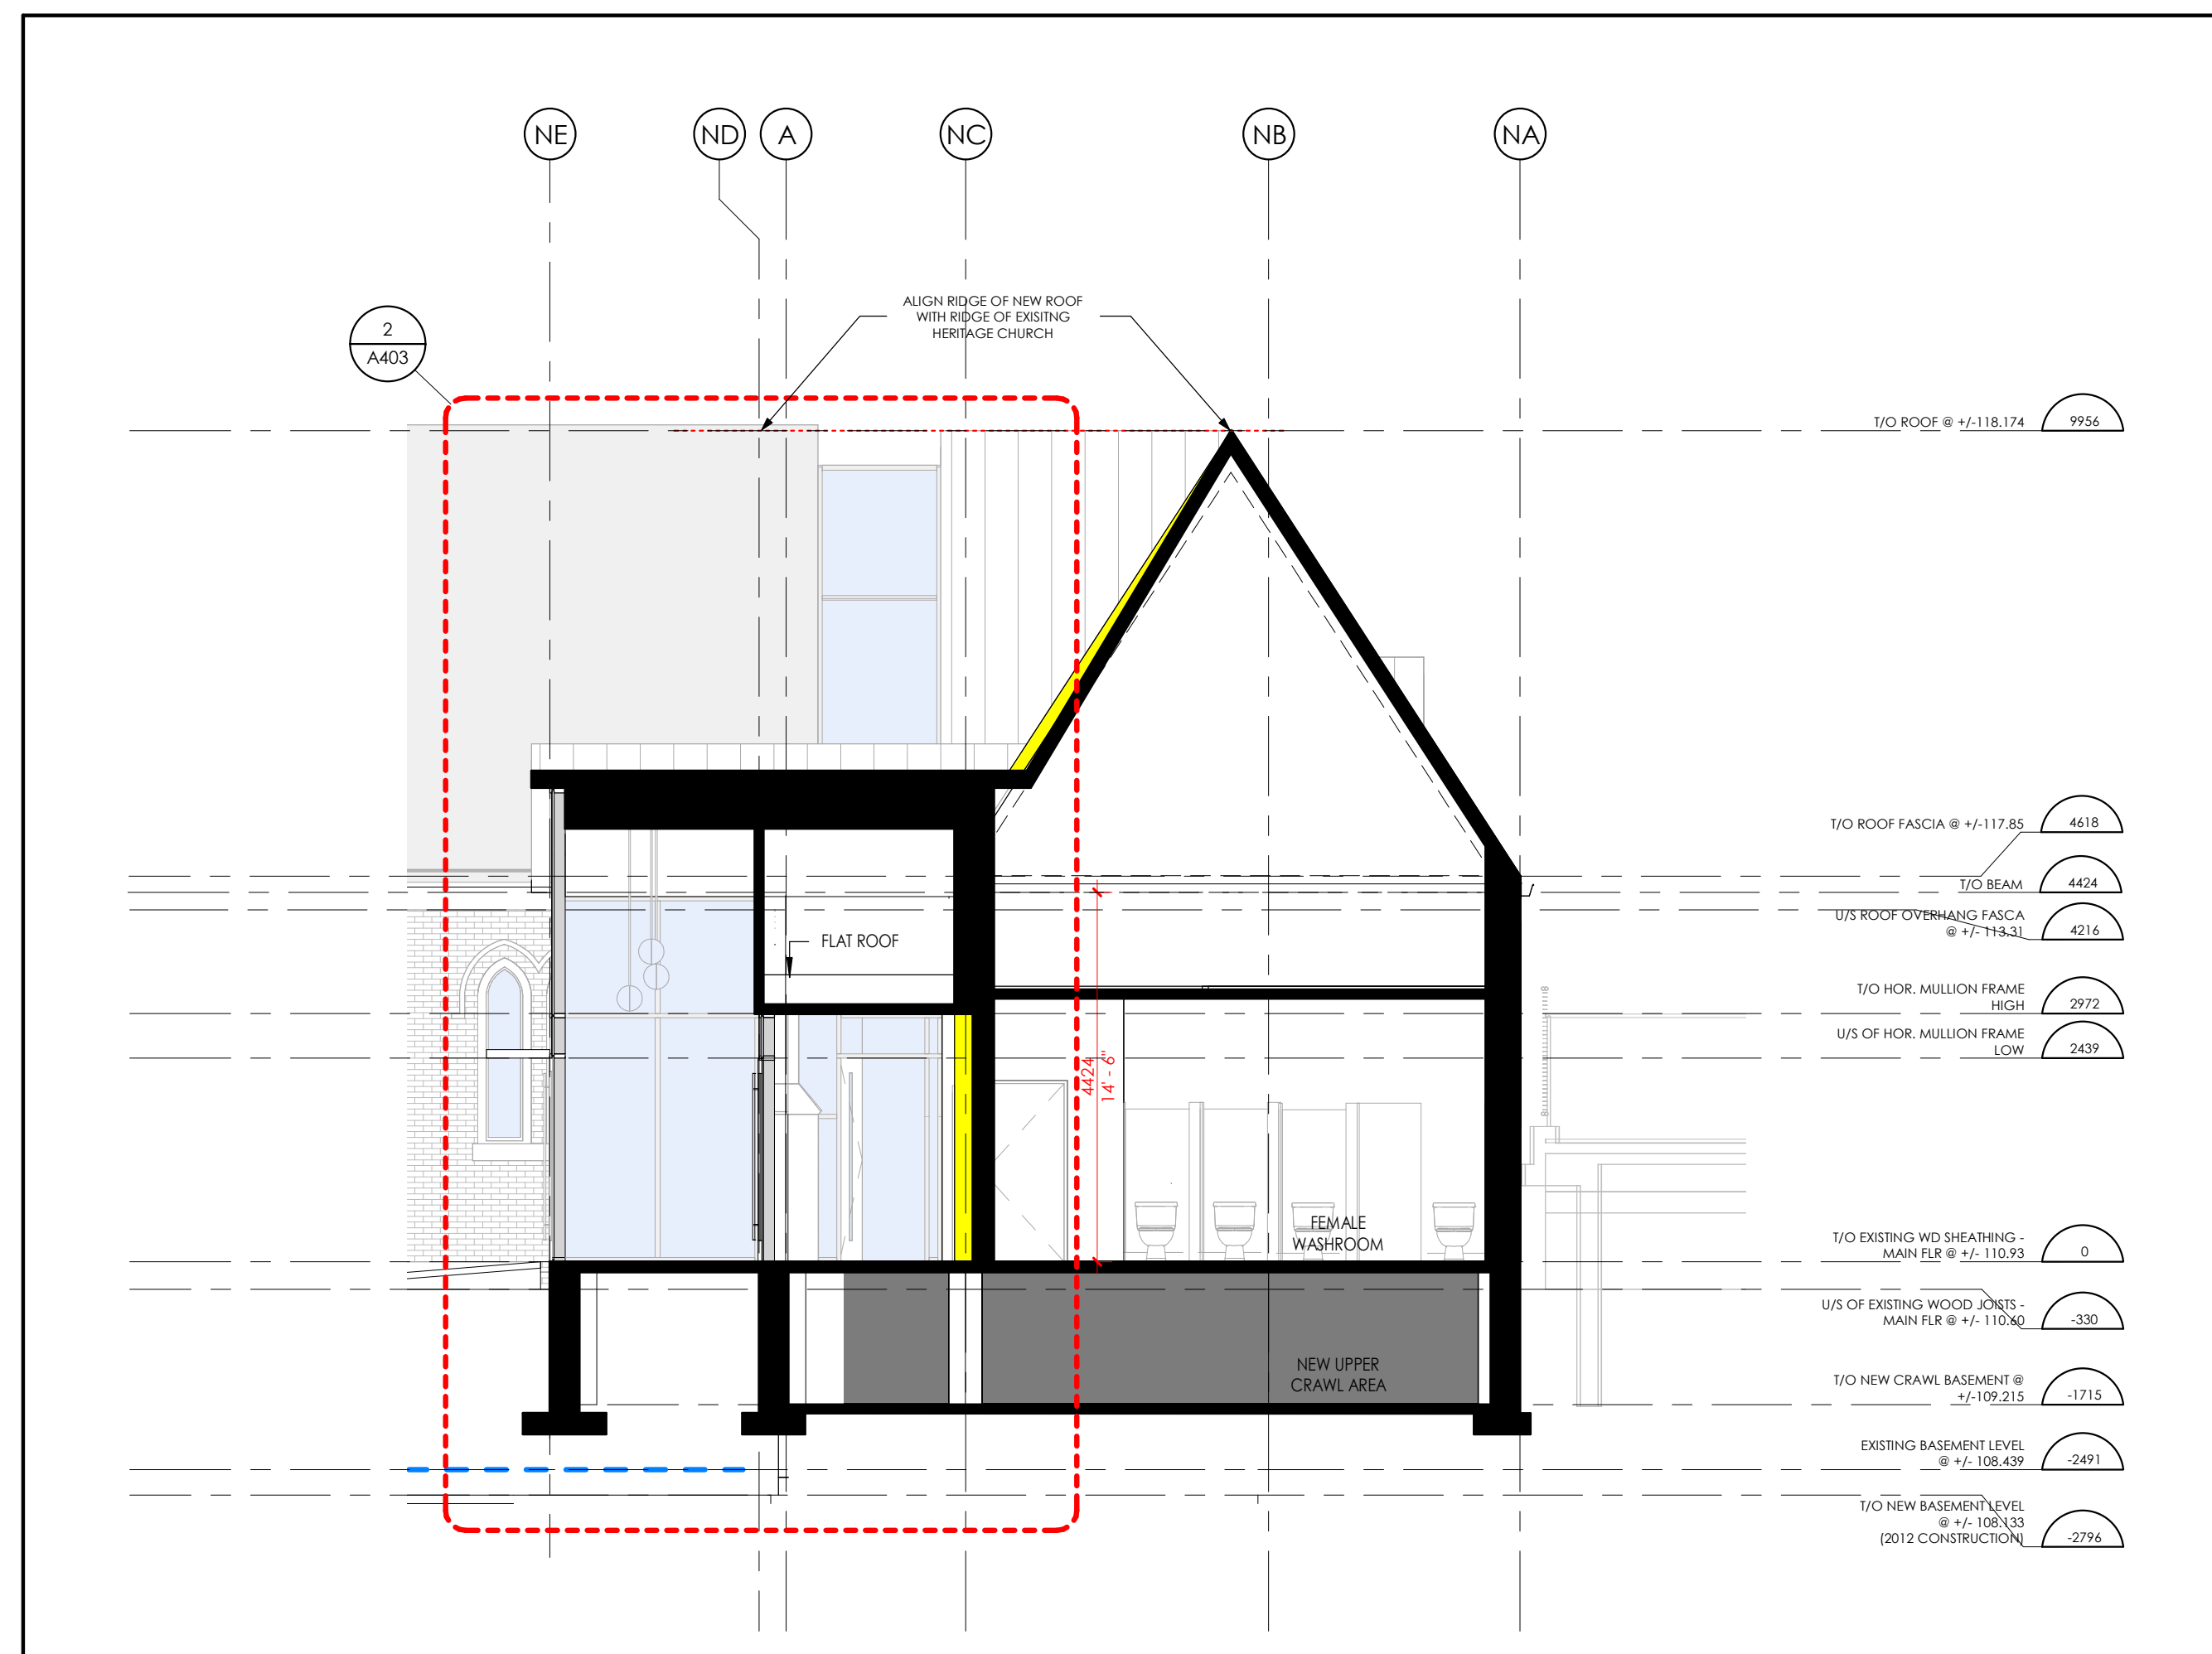 NE
ND
A
NC
NB
NA
ALIGN RIDGE OF NEW ROOF
WITH RIDGE OF EXISITNG
HERITAGE CHURCH
2
A403
T/O ROOF @ +/-118.174
9956
T/O ROOF FASCIA @ +/-117.85
4618
T/O BEAM
4424
U/S ROOF OVERHANG FASCA
@ +/- 113.31
4216
FLAT ROOF
T/O HOR. MULLION FRAME
HIGH
2972
U/S OF HOR. MULLION FRAME
LOW
2439
4424
14' - 6"
FEMALE
WASHROOM
T/O EXISTING WD SHEATHING -
MAIN FLR @ +/- 110.93
0
U/S OF EXISTING WOOD JOISTS -
MAIN FLR @ +/- 110.60
-330
NEW UPPER
CRAWL AREA
T/O NEW CRAWL BASEMENT @
+/-109.215
-1715
EXISTING BASEMENT LEVEL
@ +/- 108.439
-2491
T/O NEW BASEMENT LEVEL
@ +/- 108.133
(2012 CONSTRUCTION)
-2796